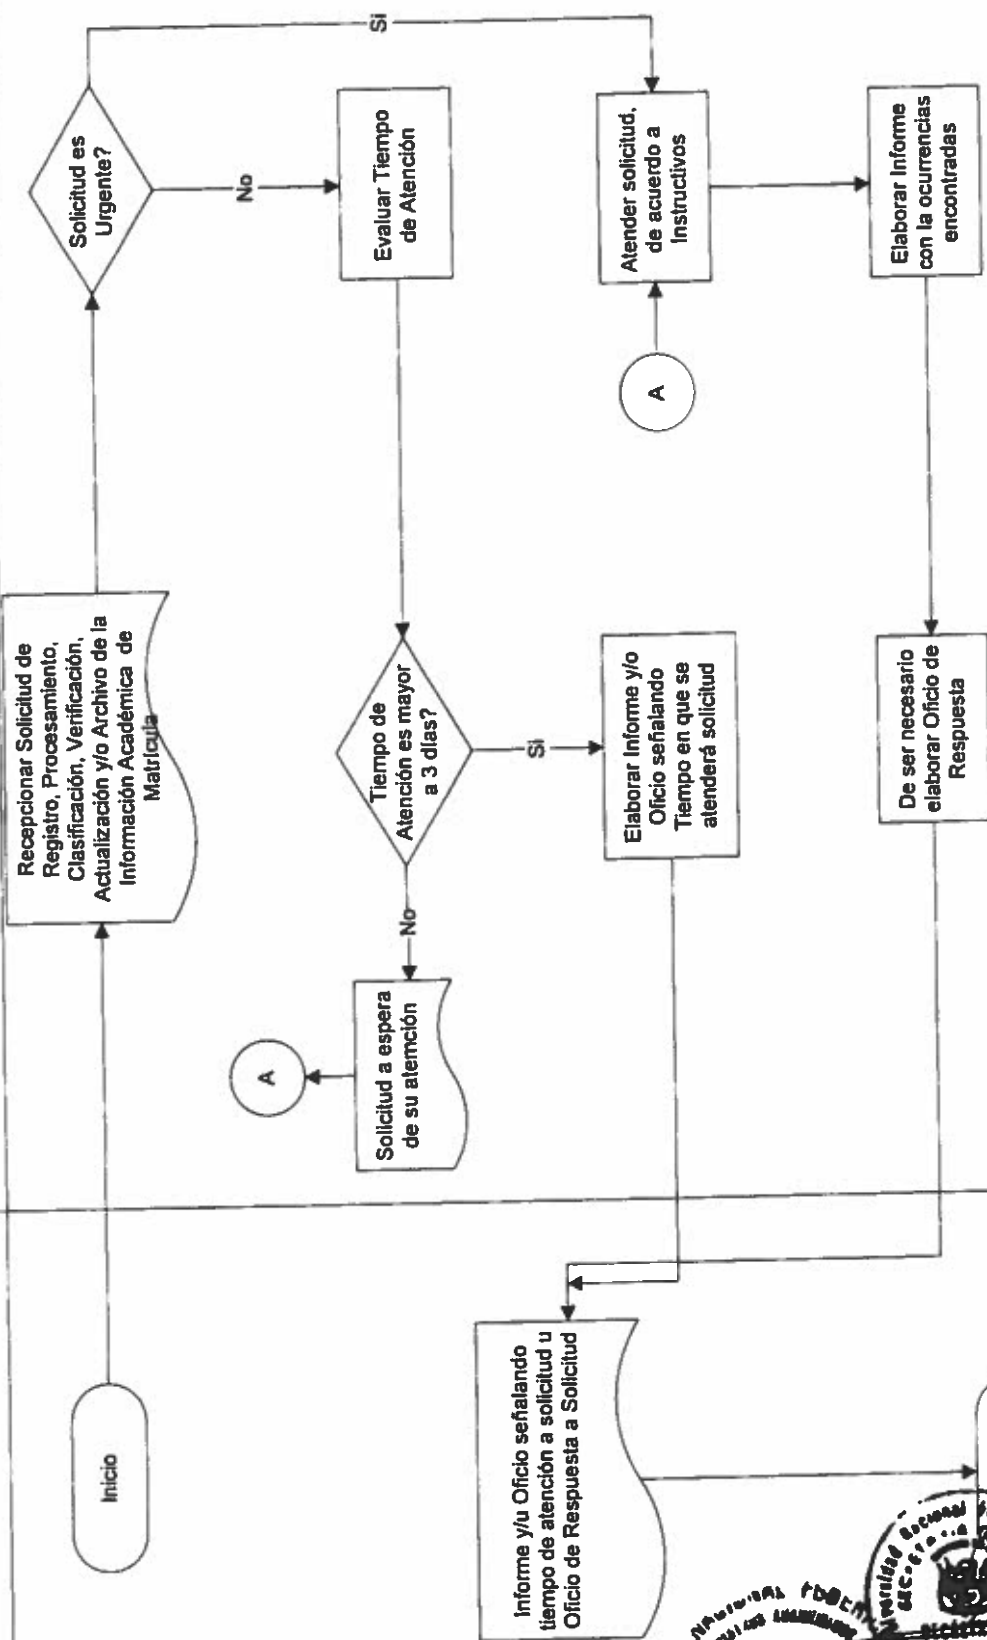 Inicio
Recepcionar Solicitud de
Registro, Procesamiento,
Clasificación, Verificación,
Actualización y/o Archivo de la
Información Académica de
Matrícula
Solicitud es
Urgente?
Si
No
Evaluar Tiempo
de Atención
Tiempo de
Atención es mayor
a 3 días?
No
Si
Solicitud a espera
de su atemción
A
Elaborar Informe y/o
Oficio señalando
Tiempo en que se
atenderá solicitud
A
Atender solicitud,
de acuerdo a
Instructivos
Elaborar Informe
con la ocurrencias
encontradas
De ser necesario
elaborar Oficio de
Respuesta
Informe y/u Oficio señalando
tiempo de atención a solicitud u
Oficio de Respuesta a Solicitud